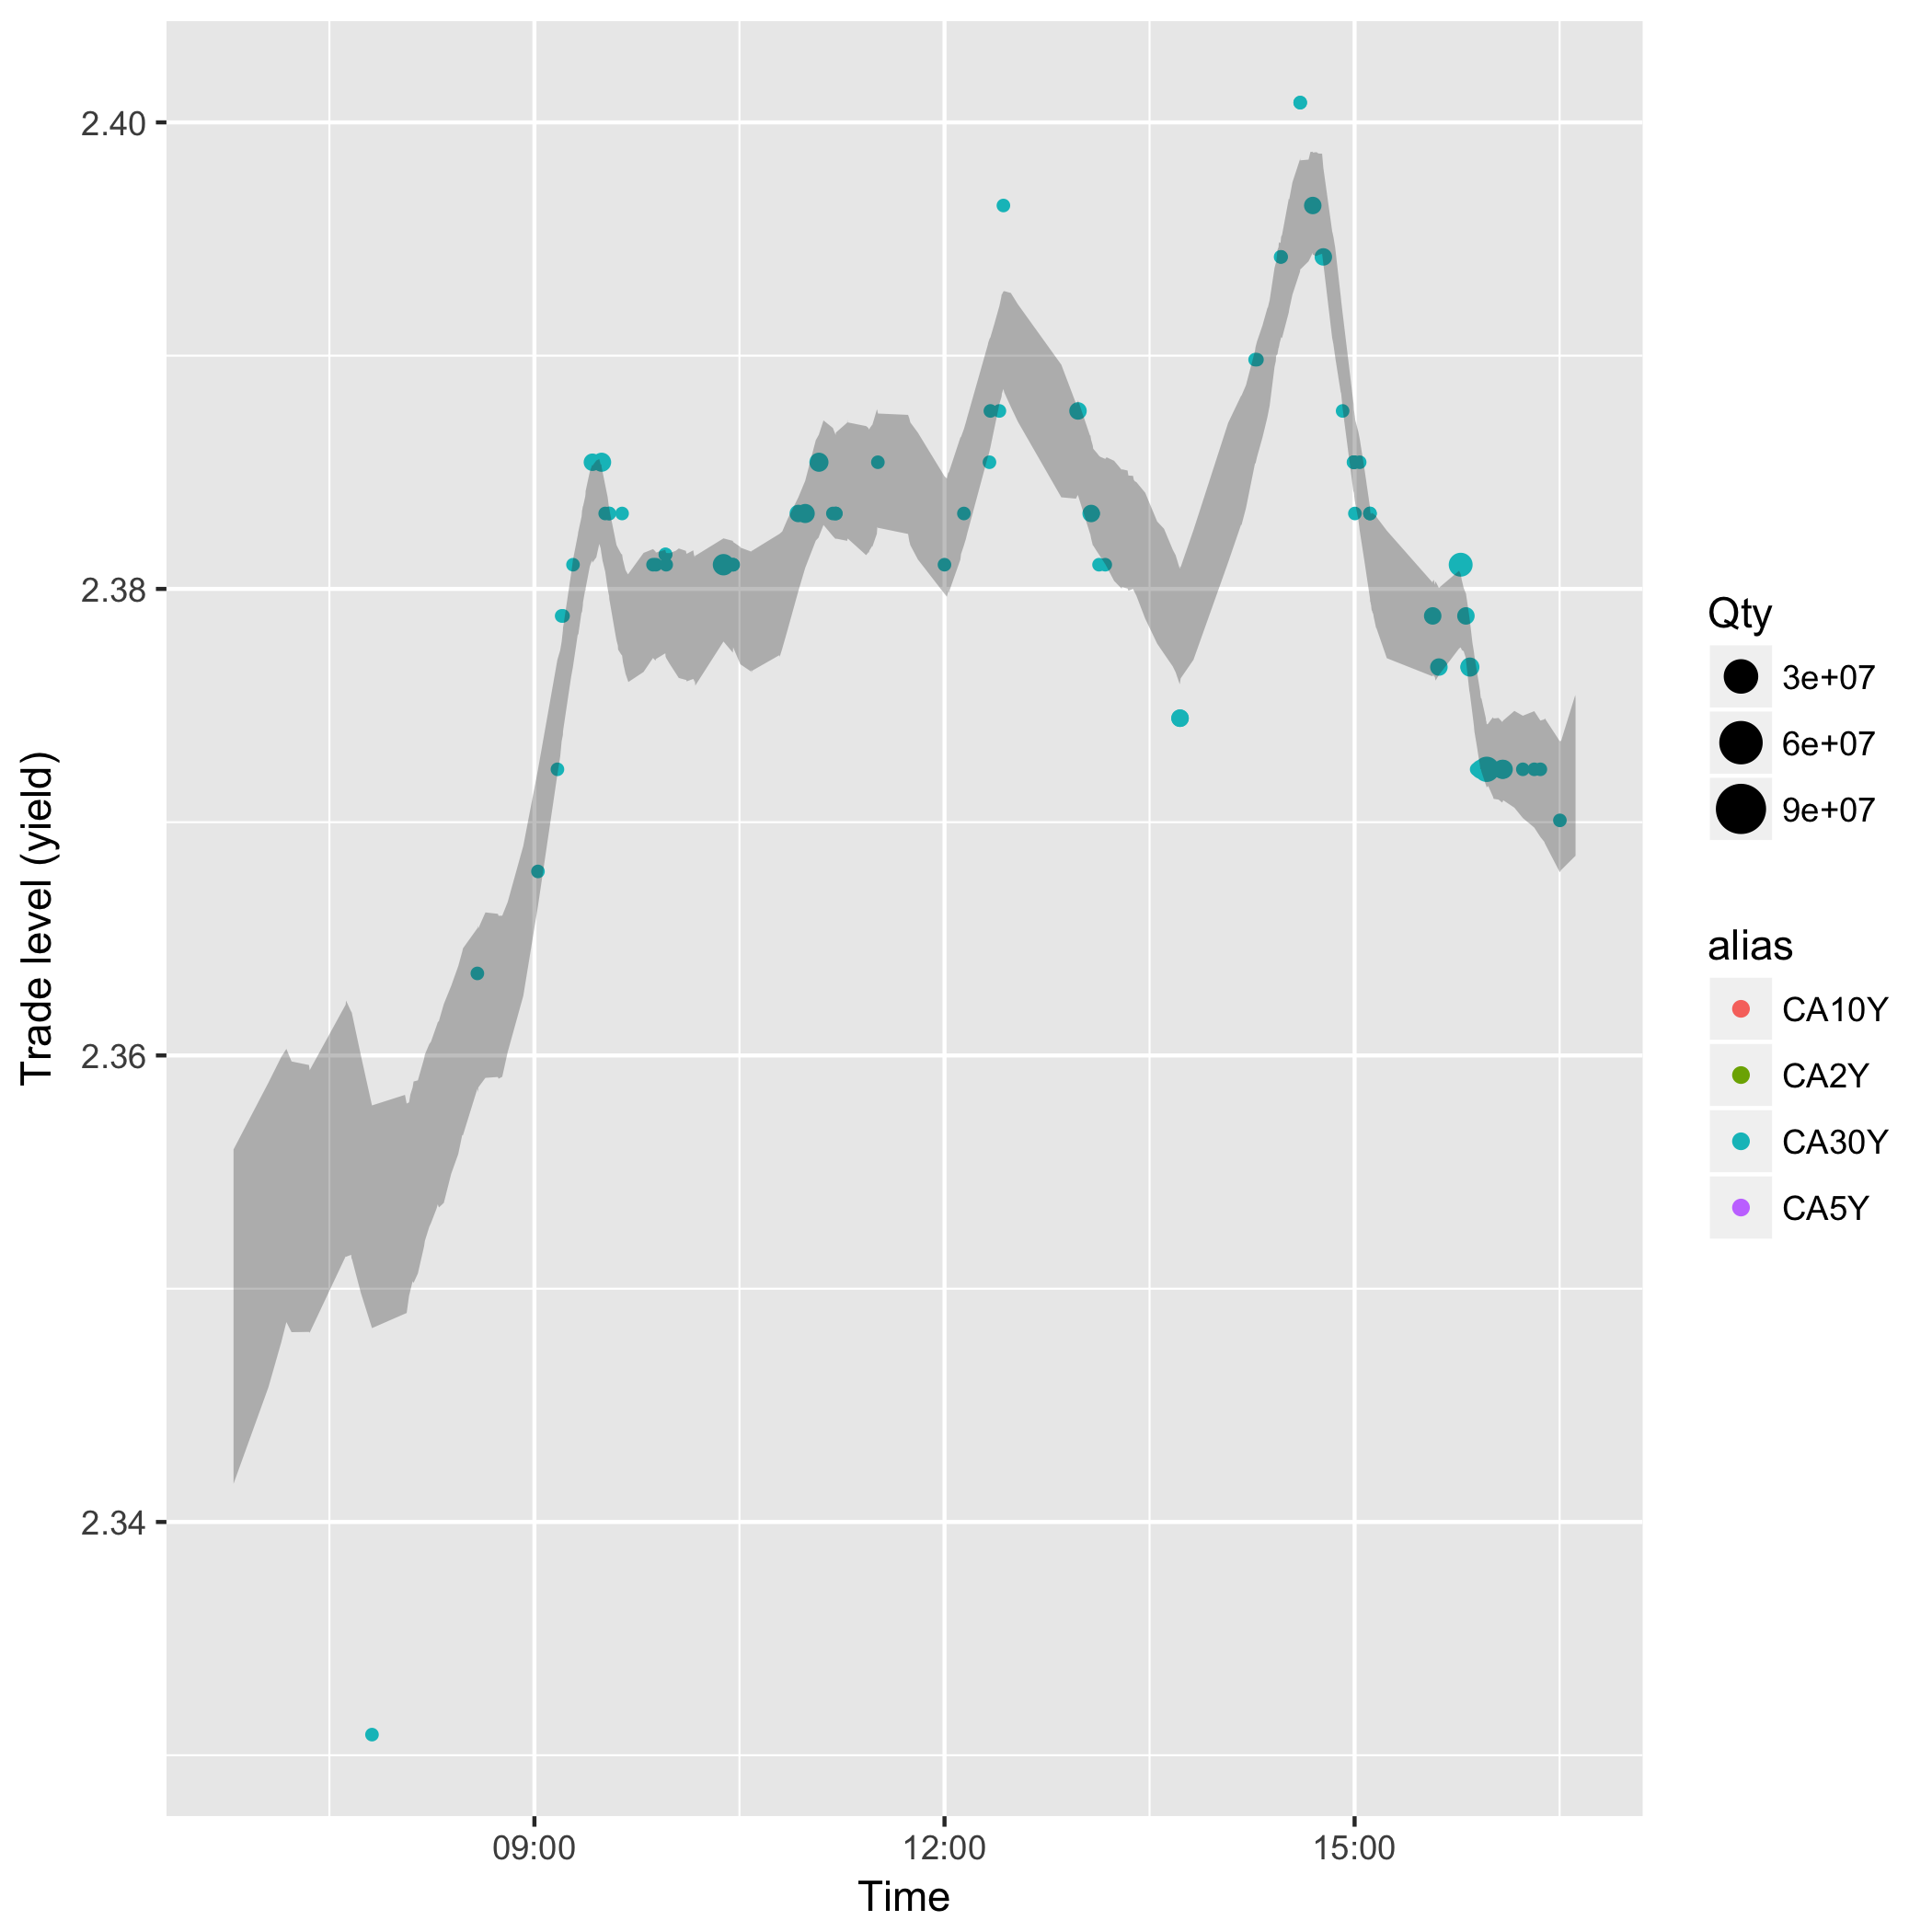 2.40
2.38
2.36
2.34
Trade level (yield)
09:00
12:00
15:00
Time
Qty
3e+07
6e+07
9e+07
alias
CA10Y
CA2Y
CA30Y
CA5Y